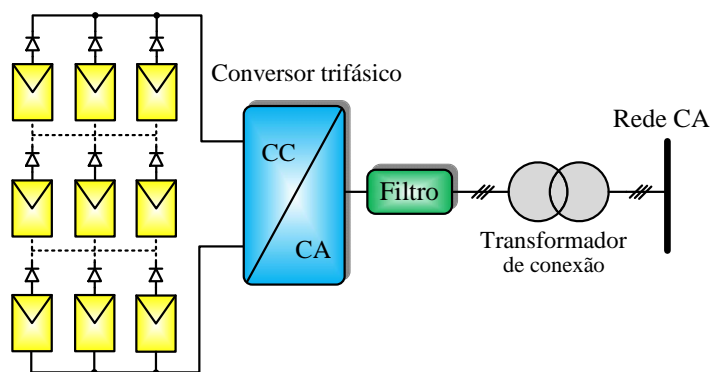 Conversor trifásico
CC
CA
Filtro
Rede CA
Transformador
de conexão